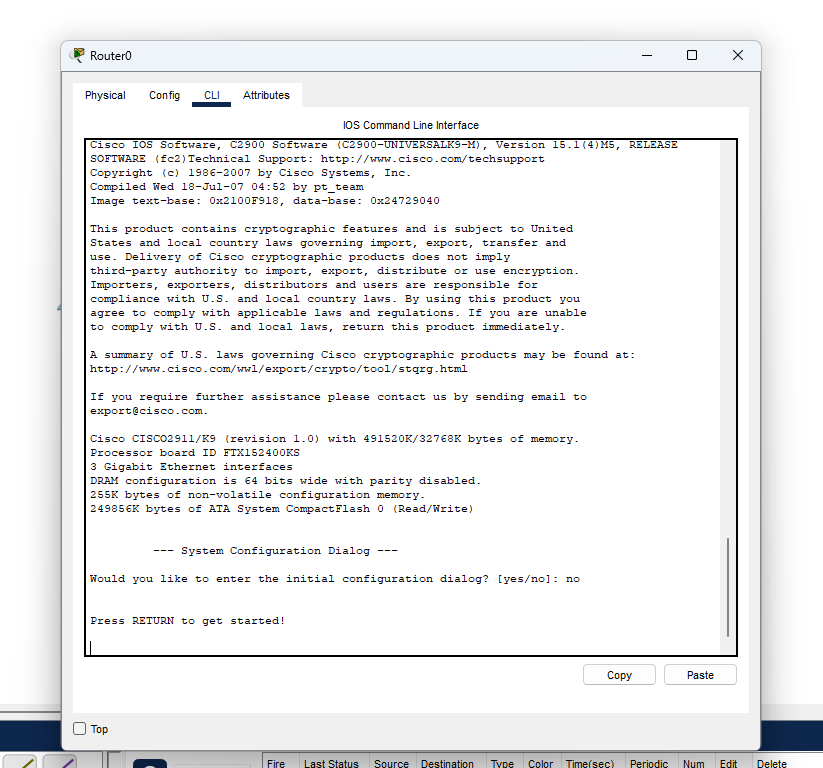 Router0
Physical Config CLI Attributes
IOS Command Line Interface
Cisco IOS Software, C2900 Software (C2900-UNIVERSALK9-M), Version 15.1(4)M5, RELEASE
SOFTWARE (fc2)Technical Support: http://www.cisco.com/techsupport
Copyright (c) 1986-2007 by Cisco Systems, Inc.
Compiled Wed 18-Jul-07 04:52 by pt_team
Image text-base: 0x2100F918, data-base: 0x24729040
This product contains cryptographic features and is subject to United
States and local country laws governing import, export, transfer and
use. Delivery of Cisco cryptographic products does not imply
third-party authority to import, export, distribute or use encryption.
Importers, exporters, distributors and users are responsible for
compliance with U.S. and local country laws. By using this product you
agree to comply with applicable laws and regulations. If you are unable
to comply with U.S. and local laws, return this product immediately.
A summary of U.S. laws governing Cisco cryptographic products may be found at:
http://www.cisco.com/wwl/export/crypto/tool/stqrg.html
If you require further assistance please contact us by sending email to
export@cisco.com.
Cisco CISCO2911/K9 (revision 1.0) with 491520K/32768K bytes of memory.
Processor board ID FTX152400KS
3 Gigabit Ethernet interfaces
DRAM configuration is 64 bits wide with parity disabled.
255K bytes of non-volatile configuration memory.
249856K bytes of ATA System CompactFlash 0 (Read/Write)
--- System Configuration Dialog ---
Would you like to enter the initial configuration dialog? [yes/no]: no
Press RETURN to get started!
Copy Paste
Top
Fire Last Status Source Destination Type Color Time(sec) Periodic Num Edit Delete